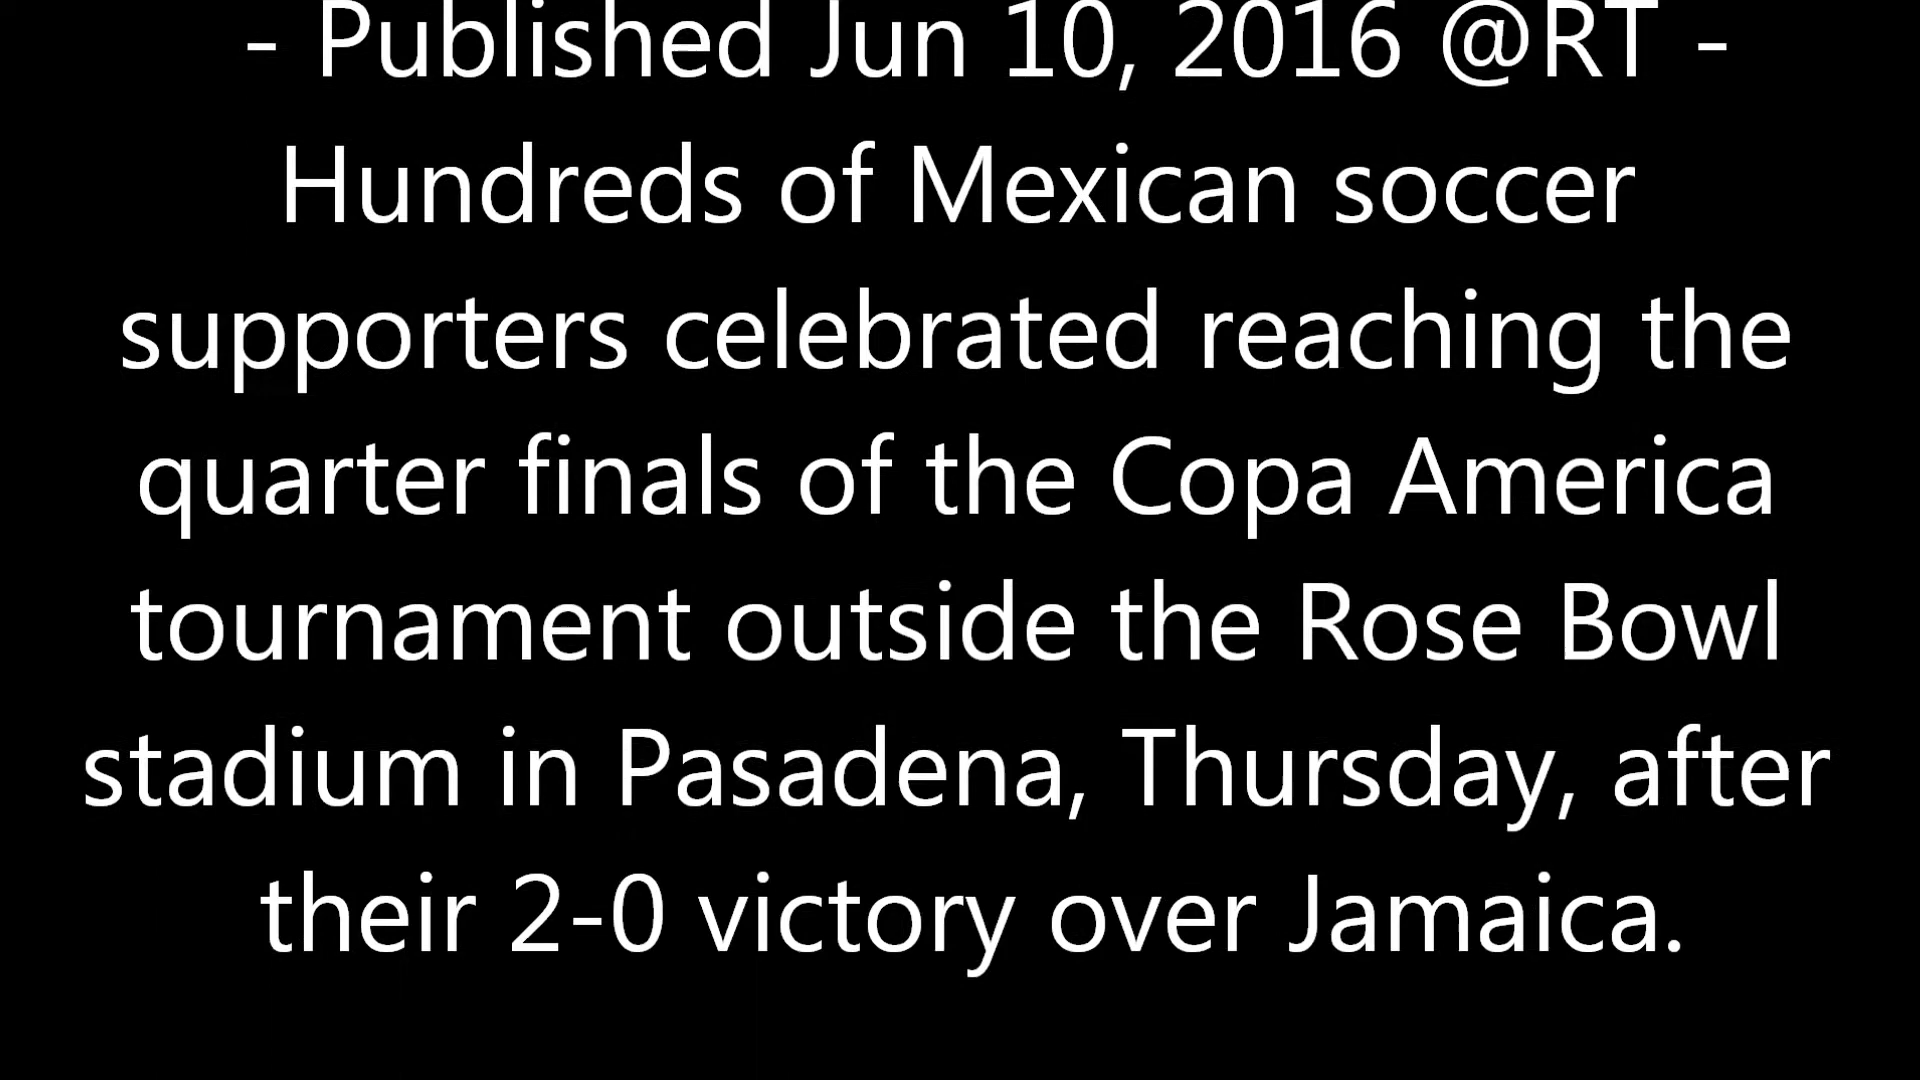 - Published Jun 10, 2016 @RT -
Hundreds of Mexican soccer
supporters celebrated reaching the
quarter finals of the Copa America
tournament outside the Rose Bowl
stadium in Pasadena, Thursday, after
their 2-0 victory over Jamaica.